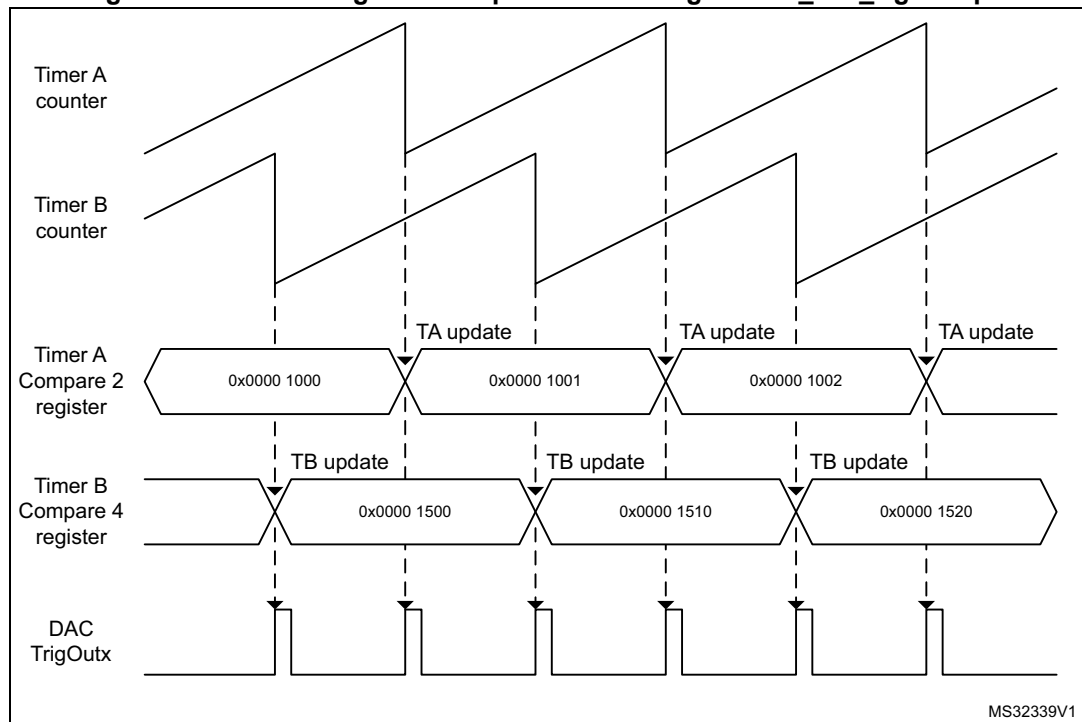 Timer A
counter
Timer B
counter
TA update
TA update
TA update
Timer A
Compare 2
register
0x0000 1000
0x0000 1001
0x0000 1002
TB update
TB update
TB update
Timer B
Compare 4
register
0x0000 1500
0x0000 1510
0x0000 1520
DAC
TrigOutx
MS32339V1